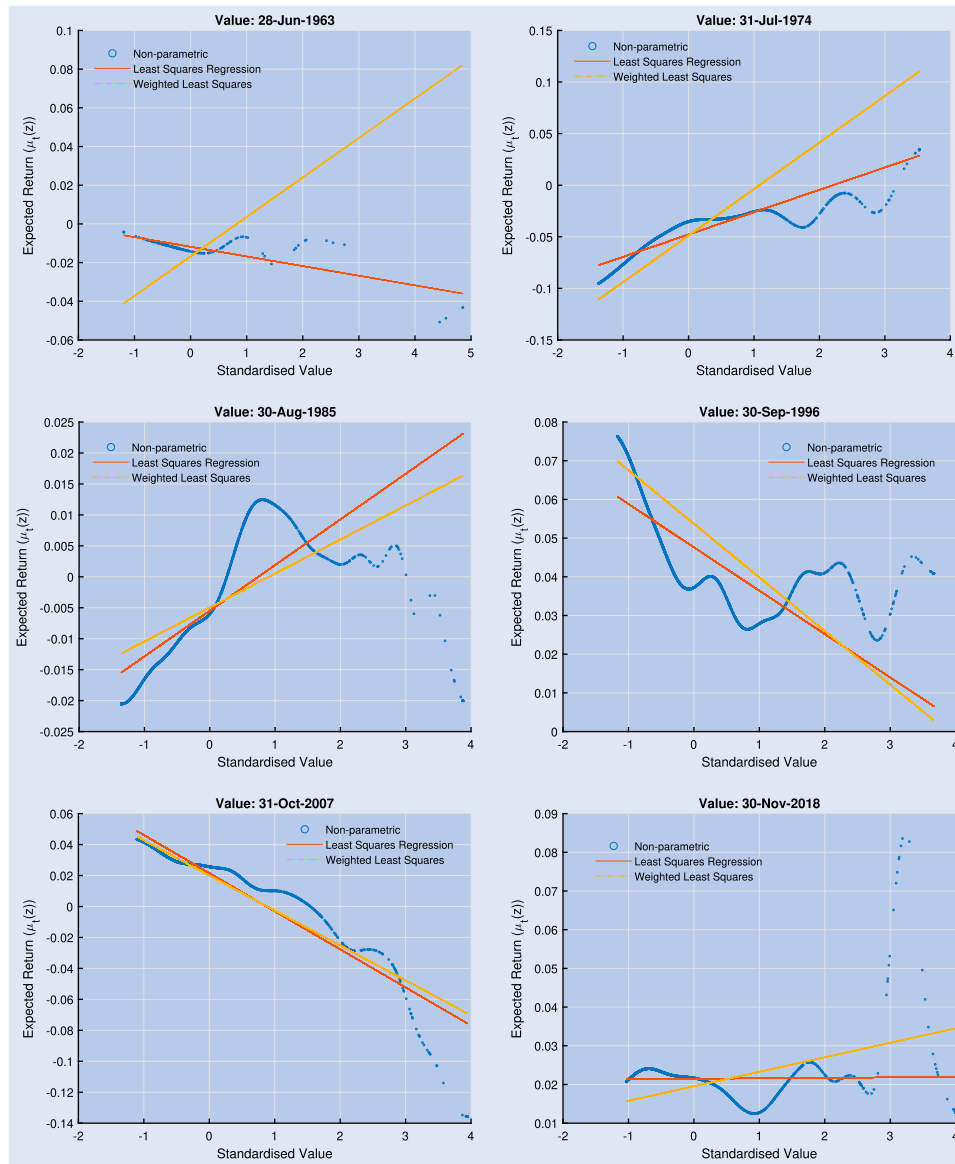 Value: 28-Jun-1963
Expected Return (μt(z))
0.1
0.08
0.06
0.04
0.02
0
-0.02
-0.04
-0.06
Non-parametric
Least Squares Regression
Weighted Least Squares
-2 -1 0 1 2 3 4 5
Standardised Value
Value: 31-Jul-1974
Expected Return (μt(z))
0.15
0.1
0.05
0
-0.05
-0.1
-0.15
Non-parametric
Least Squares Regression
Weighted Least Squares
-2 -1 0 1 2 3 4
Standardised Value
Value: 30-Aug-1985
Expected Return (μt(z))
0.025
0.02
0.015
0.01
0.005
0
-0.005
-0.01
-0.015
-0.02
-0.025
Non-parametric
Least Squares Regression
Weighted Least Squares
-2 -1 0 1 2 3 4
Standardised Value
Value: 30-Sep-1996
Expected Return (μt(z))
0.08
0.07
0.06
0.05
0.04
0.03
0.02
0.01
0
Non-parametric
Least Squares Regression
Weighted Least Squares
-2 -1 0 1 2 3 4
Standardised Value
Value: 31-Oct-2007
Expected Return (μt(z))
0.06
0.04
0.02
0
-0.02
-0.04
-0.06
-0.08
-0.1
-0.12
-0.14
Non-parametric
Least Squares Regression
Weighted Least Squares
-2 -1 0 1 2 3 4
Standardised Value
Value: 30-Nov-2018
Expected Return (μt(z))
0.09
0.08
0.07
0.06
0.05
0.04
0.03
0.02
0.01
Non-parametric
Least Squares Regression
Weighted Least Squares
-2 -1 0 1 2 3 4
Standardised Value